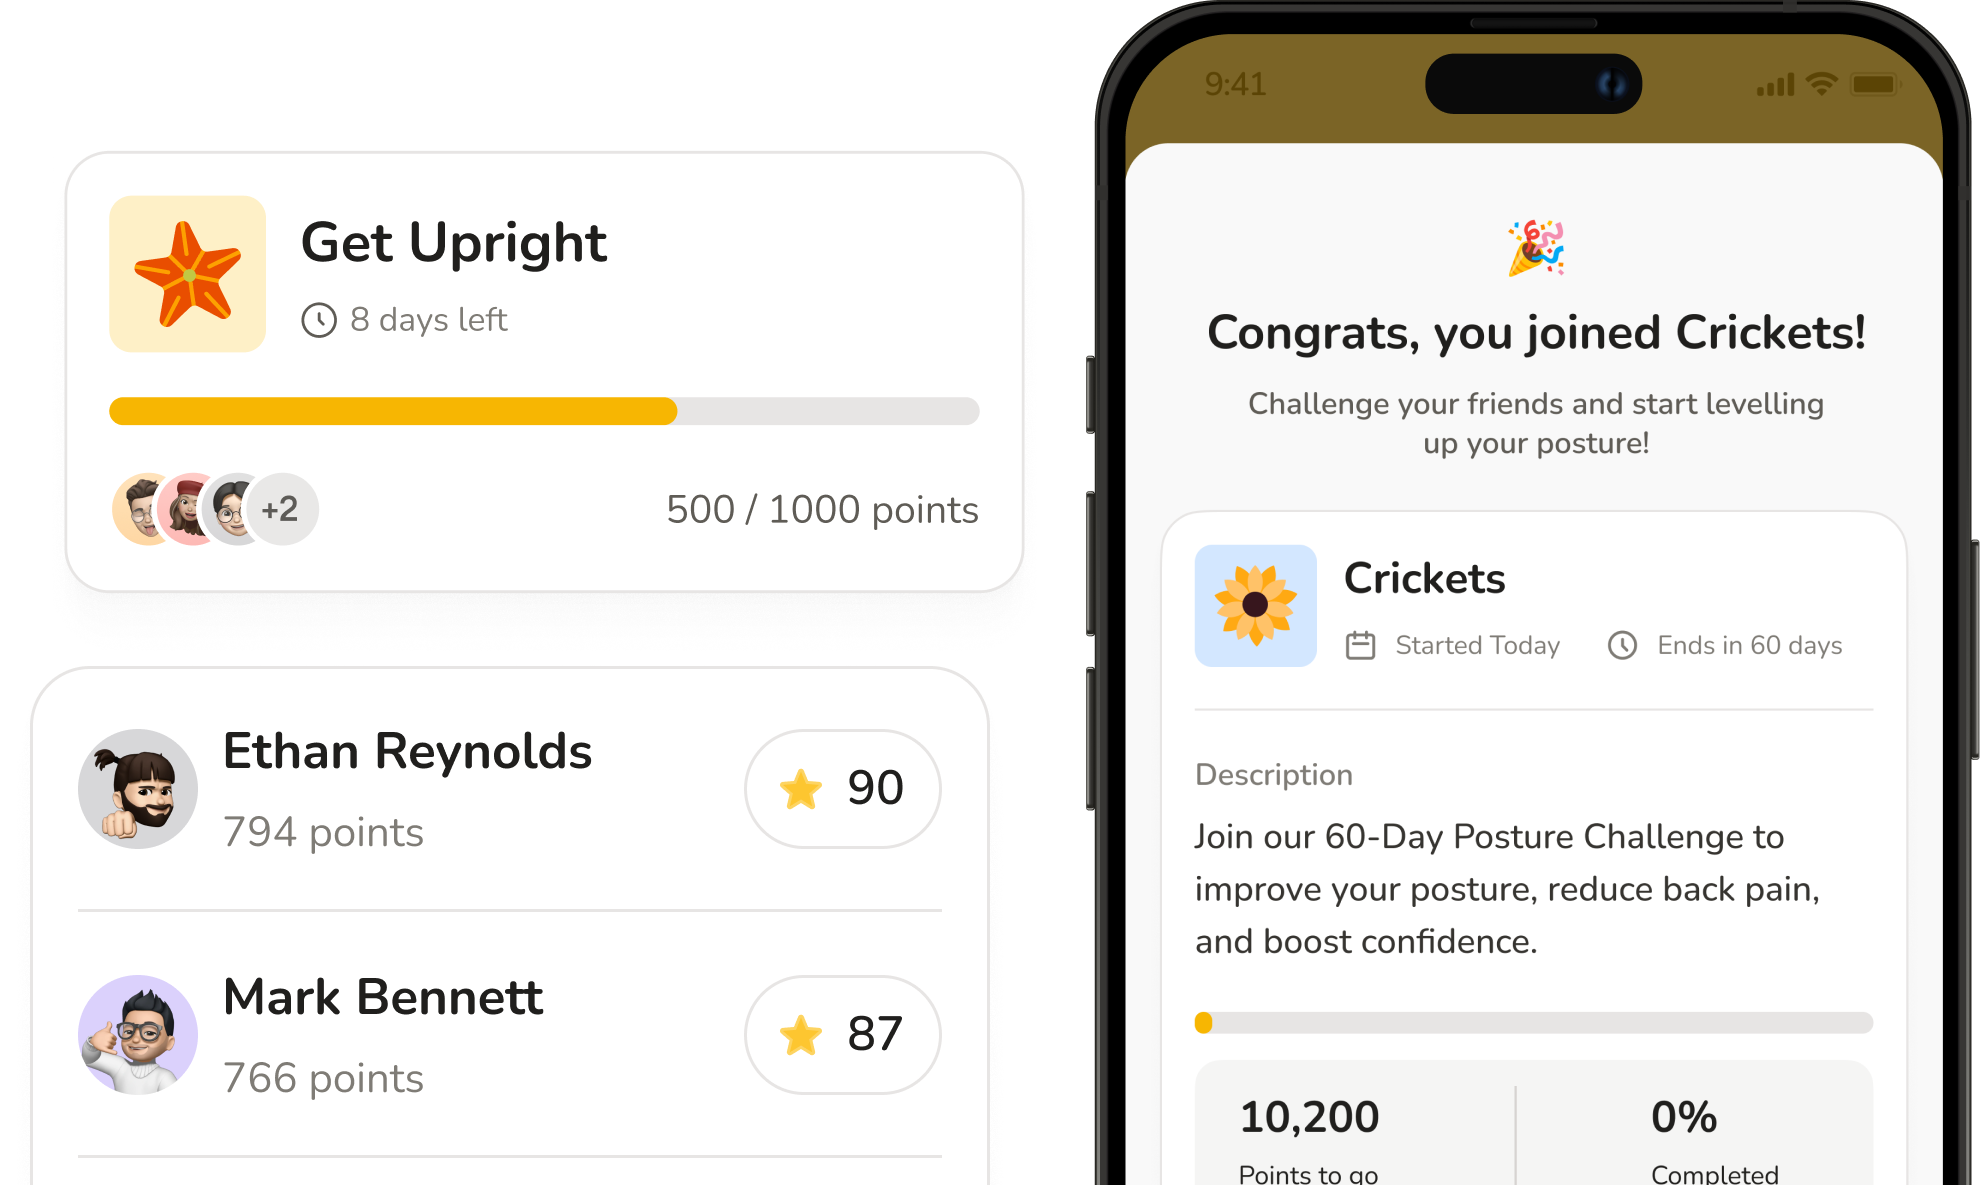 Get Upright
8 days left
+2
500 / 1000 points
Ethan Reynolds
794 points
90
Mark Bennett
766 points
87
9:41
Congrats, you joined Crickets!
Challenge your friends and start levelling
up your posture!
Crickets
Started Today
Ends in 60 days
Description
Join our 60-Day Posture Challenge to
improve your posture, reduce back pain,
and boost confidence.
10,200
Points to go
0%
Completed